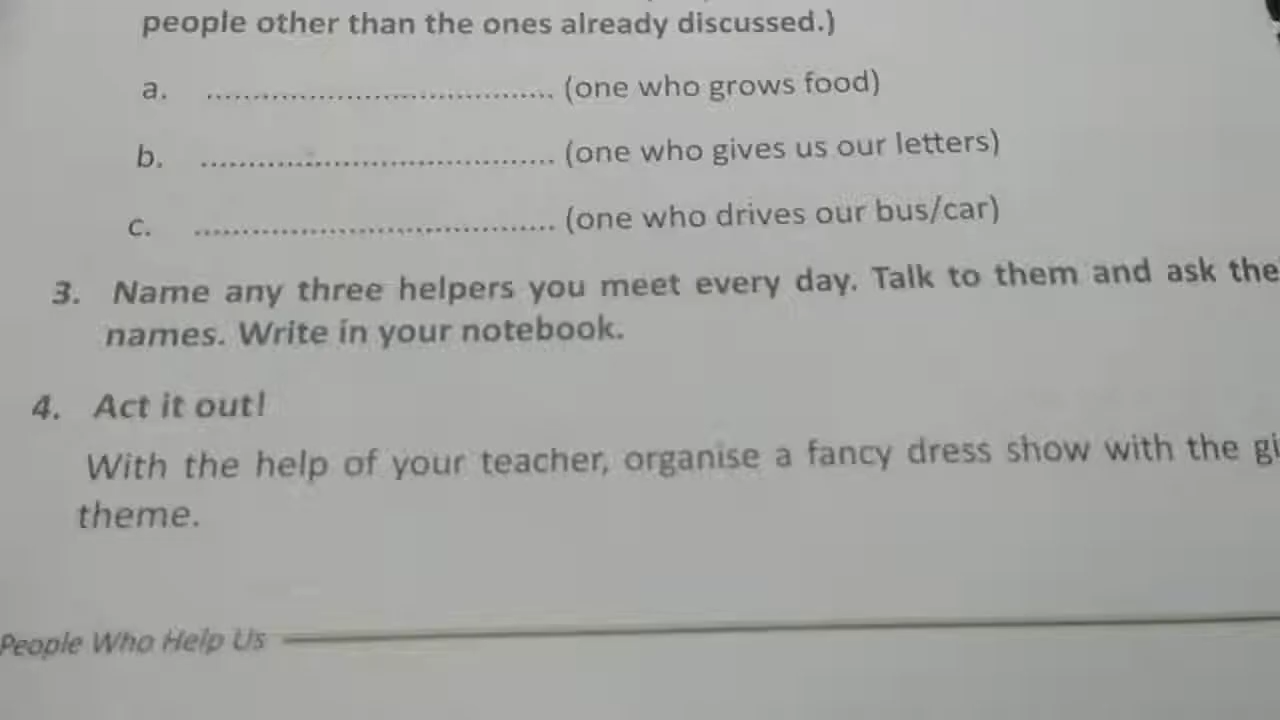 people other than the ones already discussed.)
a. .................................... (one who grows food)
b. ..................................... (one who gives us our letters)
c. ...................................... (one who drives our bus/car)
3. Name any three helpers you meet every day. Talk to them and ask
names. Write in your notebook.
4. Act it out!
With the help of your teacher, organise a fancy dress show with the
theme.
People Who Help Us